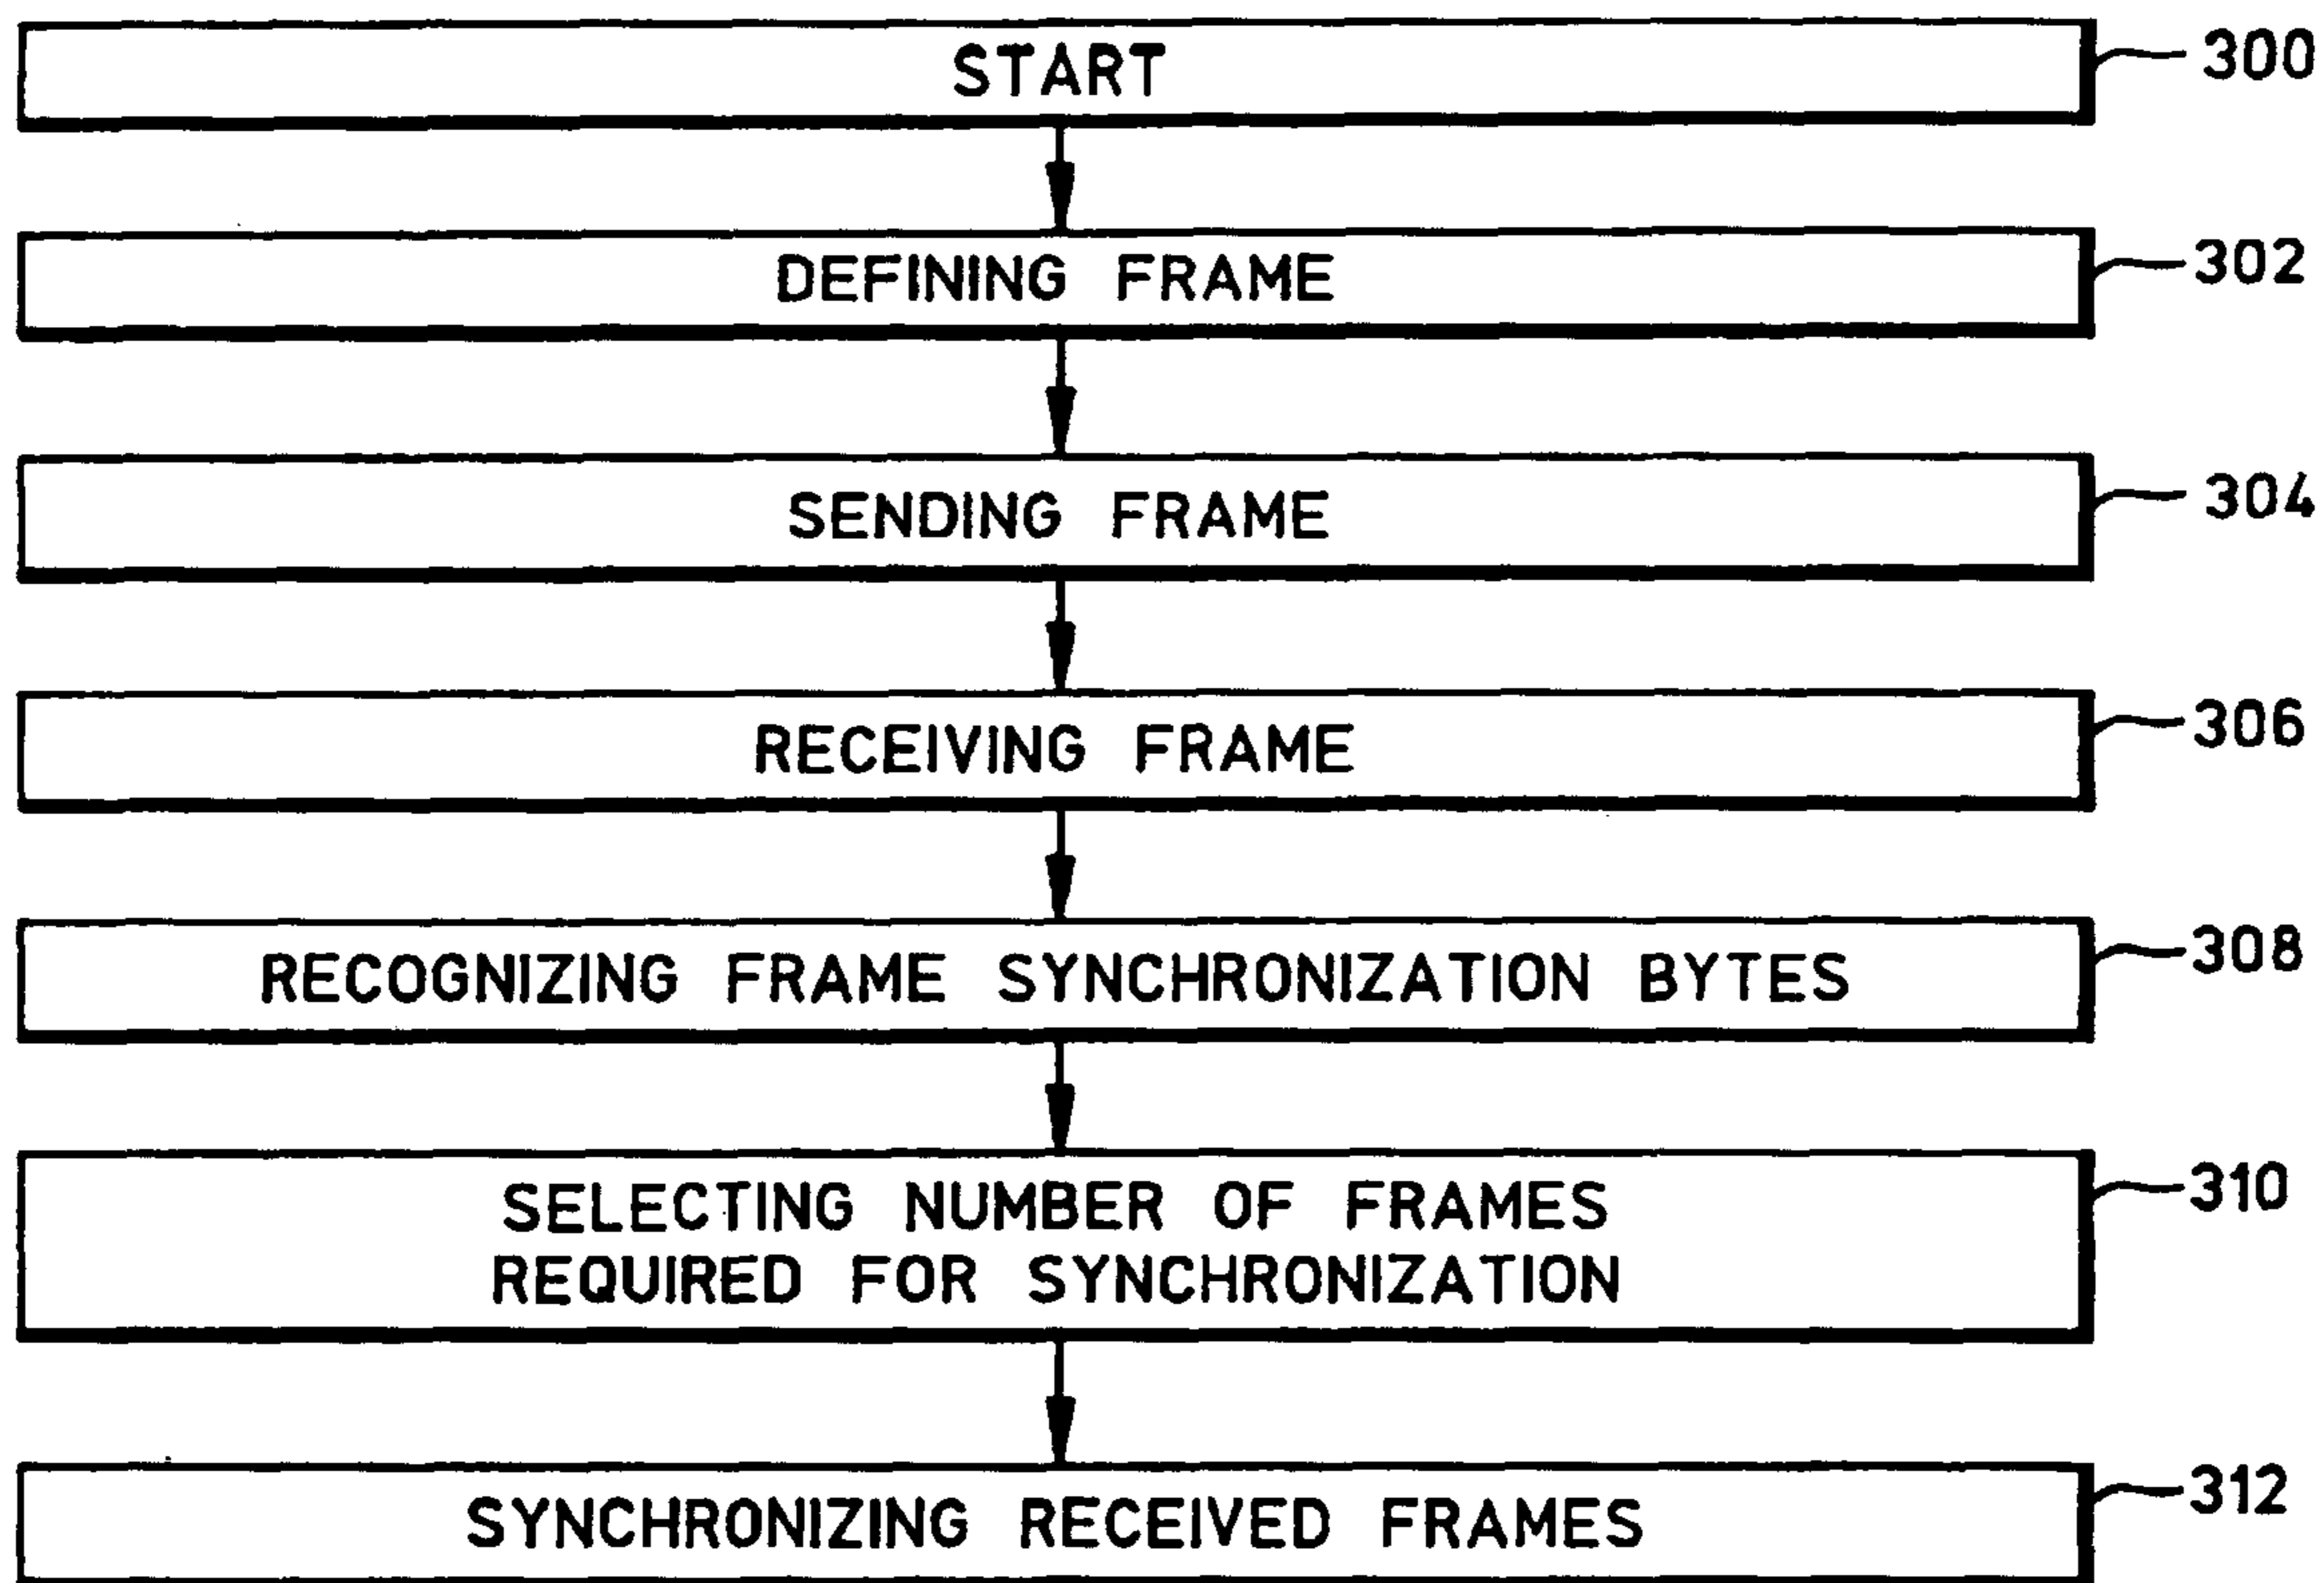 START 300
DEFINING FRAME 302
SENDING FRAME 304
RECEIVING FRAME 306
RECOGNIZING FRAME SYNCHRONIZATION BYTES 308
SELECTING NUMBER OF FRAMES 310
REQUIRED FOR SYNCHRONIZATION
SYNCHRONIZING RECEIVED FRAMES 312